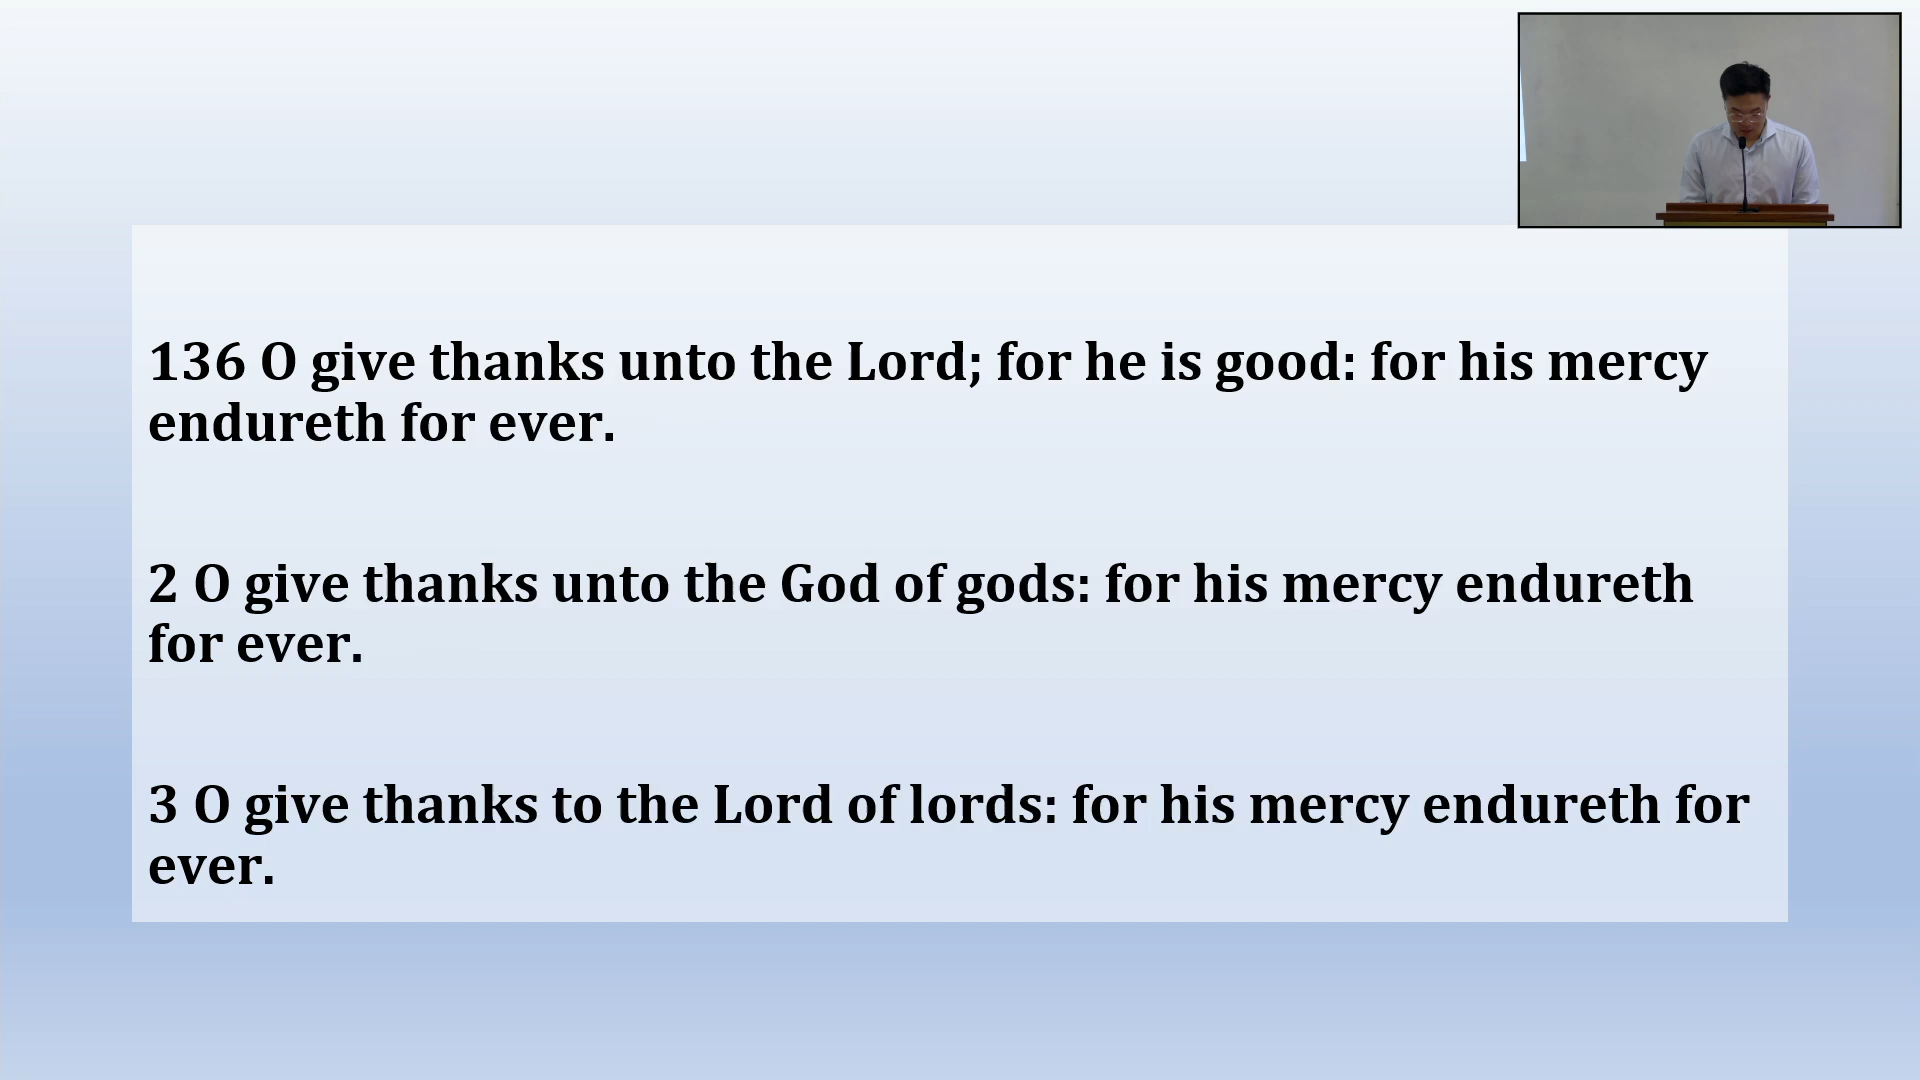 136 O give thanks unto the Lord; for he is good: for his mercy
endureth for ever.
2 O give thanks unto the God of gods: for his mercy endureth
for ever.
3 O give thanks to the Lord of lords: for his mercy endureth for
ever.